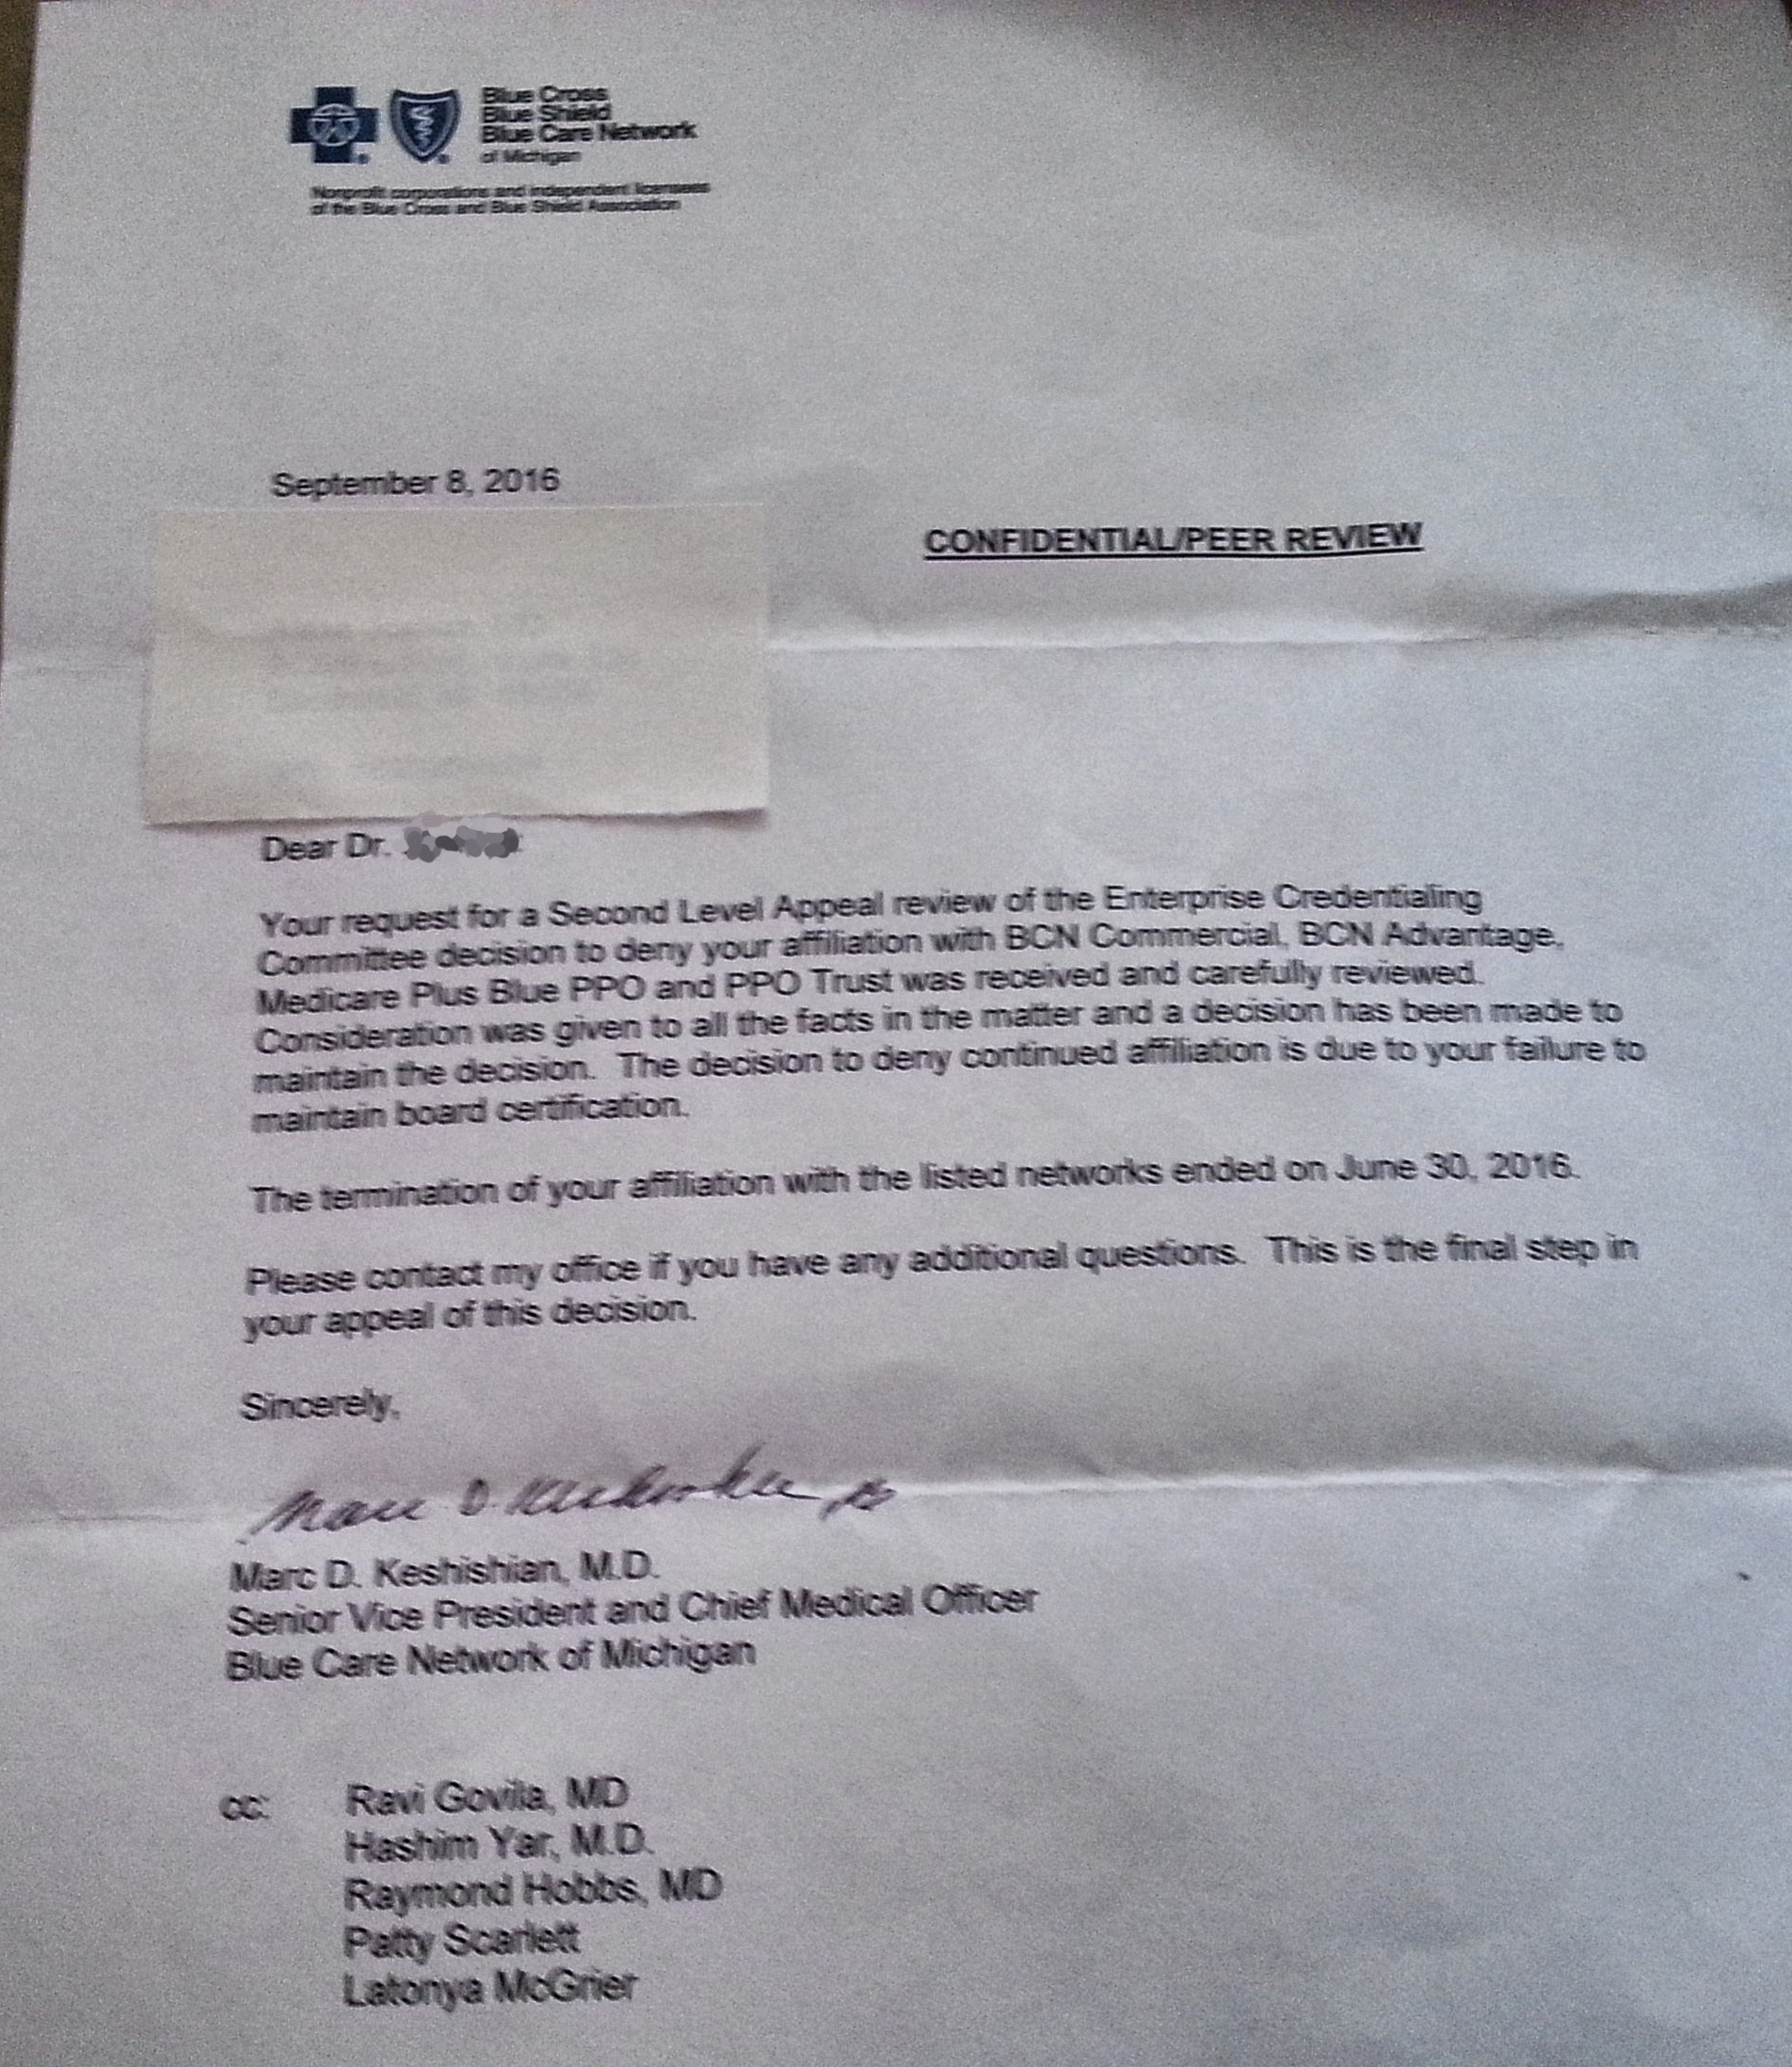 Blue Cross
Blue Shield
Blue Care Network
of Michigan
Nonprofit corporations and independent licensees
of the Blue Cross and Blue Shield Association
September 8, 2016
CONFIDENTIAL/PEER REVIEW
Dear Dr.
Your request for a Second Level Appeal review of the Enterprise Credentialing
Committee decision to deny your affiliation with BCN Commercial, BCN Advantage,
Medicare Plus Blue PPO and PPO Trust was received and carefully reviewed.
Consideration was given to all the facts in the matter and a decision has been made to
maintain the decision.  The decision to deny continued affiliation is due to your failure to
maintain board certification.
The termination of your affiliation with the listed networks ended on June 30, 2016.
Please contact my office if you have any additional questions.  This is the final step in
your appeal of this decision.
Sincerely,
Marc D. Keshishian
Marc D. Keshishian, M.D.
Senior Vice President and Chief Medical Officer
Blue Care Network of Michigan
cc: Ravi Govila, MD
Hashim Yar, M.D.
Raymond Hobbs, MD
Patty Scarlett
Latonya McGrier